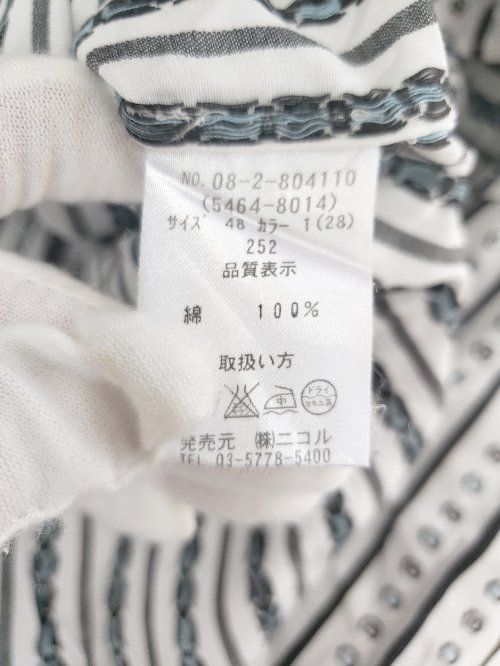 NO. 08-2-804110
(5464-8014)
サイズ 48 カラー 1(28)
252
品質表示
綿 100%
取扱い方
中 ドライ
セキユ系
発売元 ㈱ニコル
TEL 03-5778-5400